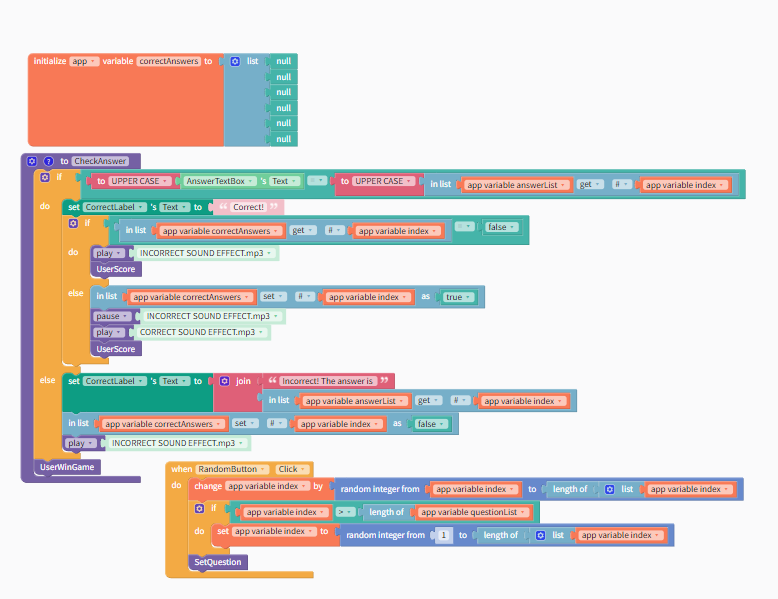 initialize app variable correctAnswers to list null
null
null
null
null
null
to CheckAnswer
if to UPPER CASE AnswerTextBox 's Text to UPPER CASE in list app variable answerList get # app variable index
do set CorrectLabel 's Text to “ Correct! ”
if in list app variable correctAnswers get # app variable index = false
do play INCORRECT SOUND EFFECT.mp3
UserScore
else in list app variable correctAnswers set # app variable index as true
pause INCORRECT SOUND EFFECT.mp3
play CORRECT SOUND EFFECT.mp3
UserScore
else set CorrectLabel 's Text to join “ Incorrect! The answer is ”
in list app variable answerList get # app variable index
in list app variable correctAnswers set # app variable index as false
play INCORRECT SOUND EFFECT.mp3
UserWinGame
when RandomButton Click
do change app variable index by random integer from app variable index to length of list app variable index
if app variable index > length of app variable questionList
do set app variable index to random integer from 1 to length of list app variable index
SetQuestion